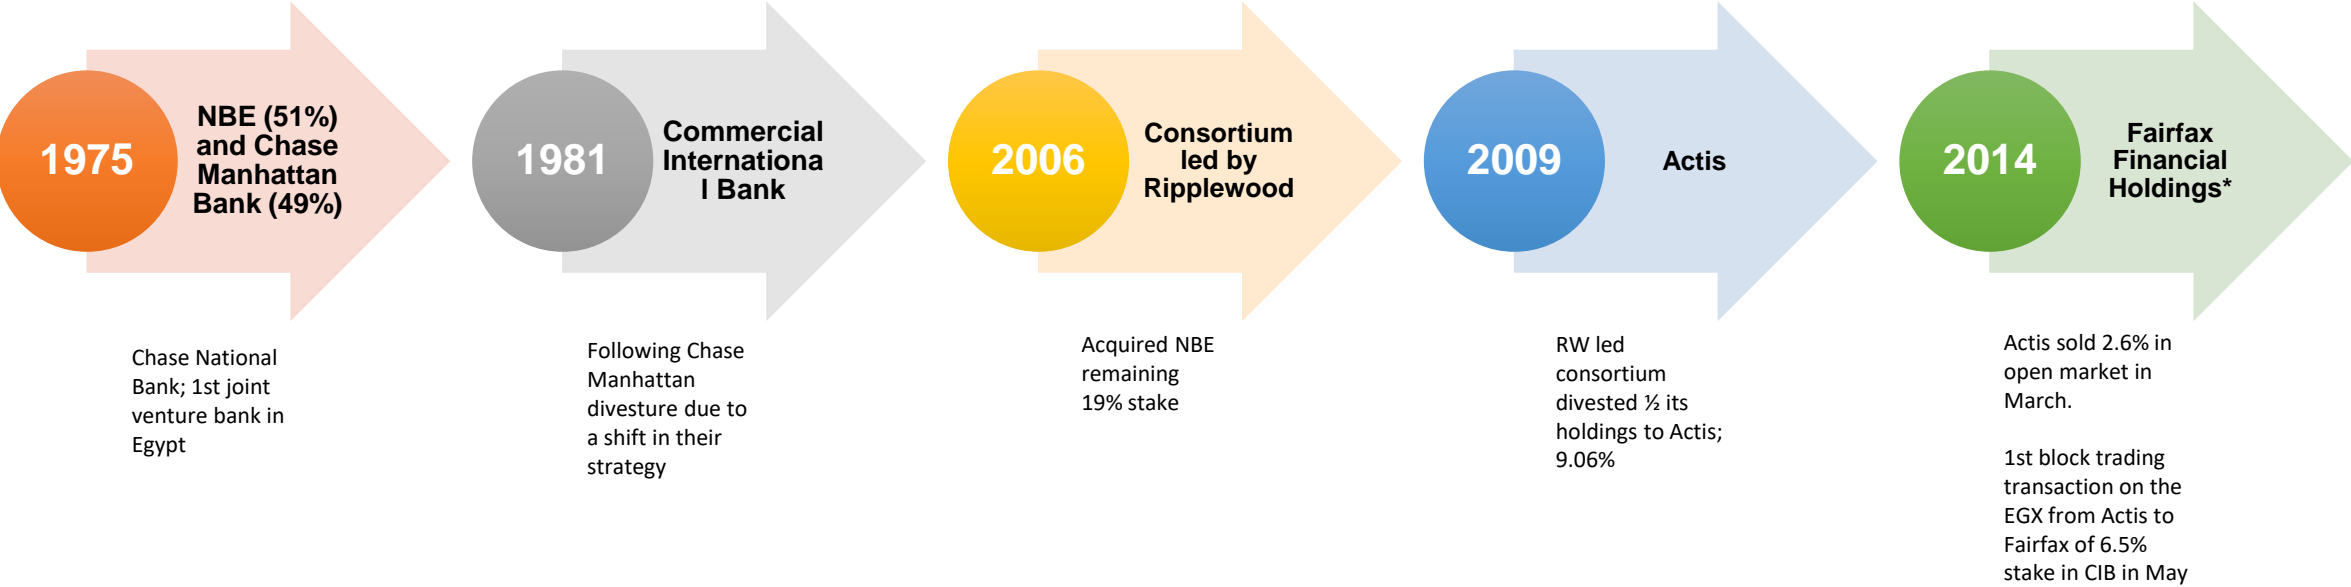 1975
NBE (51%)
and Chase
Manhattan
Bank (49%)
Chase National
Bank; 1st joint
venture bank in
Egypt
1981
Commercial
Internationa
l Bank
Following Chase
Manhattan
divesture due to
a shift in their
strategy
2006
Consortium
led by
Ripplewood
Acquired NBE
remaining
19% stake
2009
Actis
RW led
consortium
divested ½ its
holdings to Actis;
9.06%
2014
Fairfax
Financial
Holdings*
Actis sold 2.6% in
open market in
March.
1st block trading
transaction on the
EGX from Actis to
Fairfax of 6.5%
stake in CIB in May